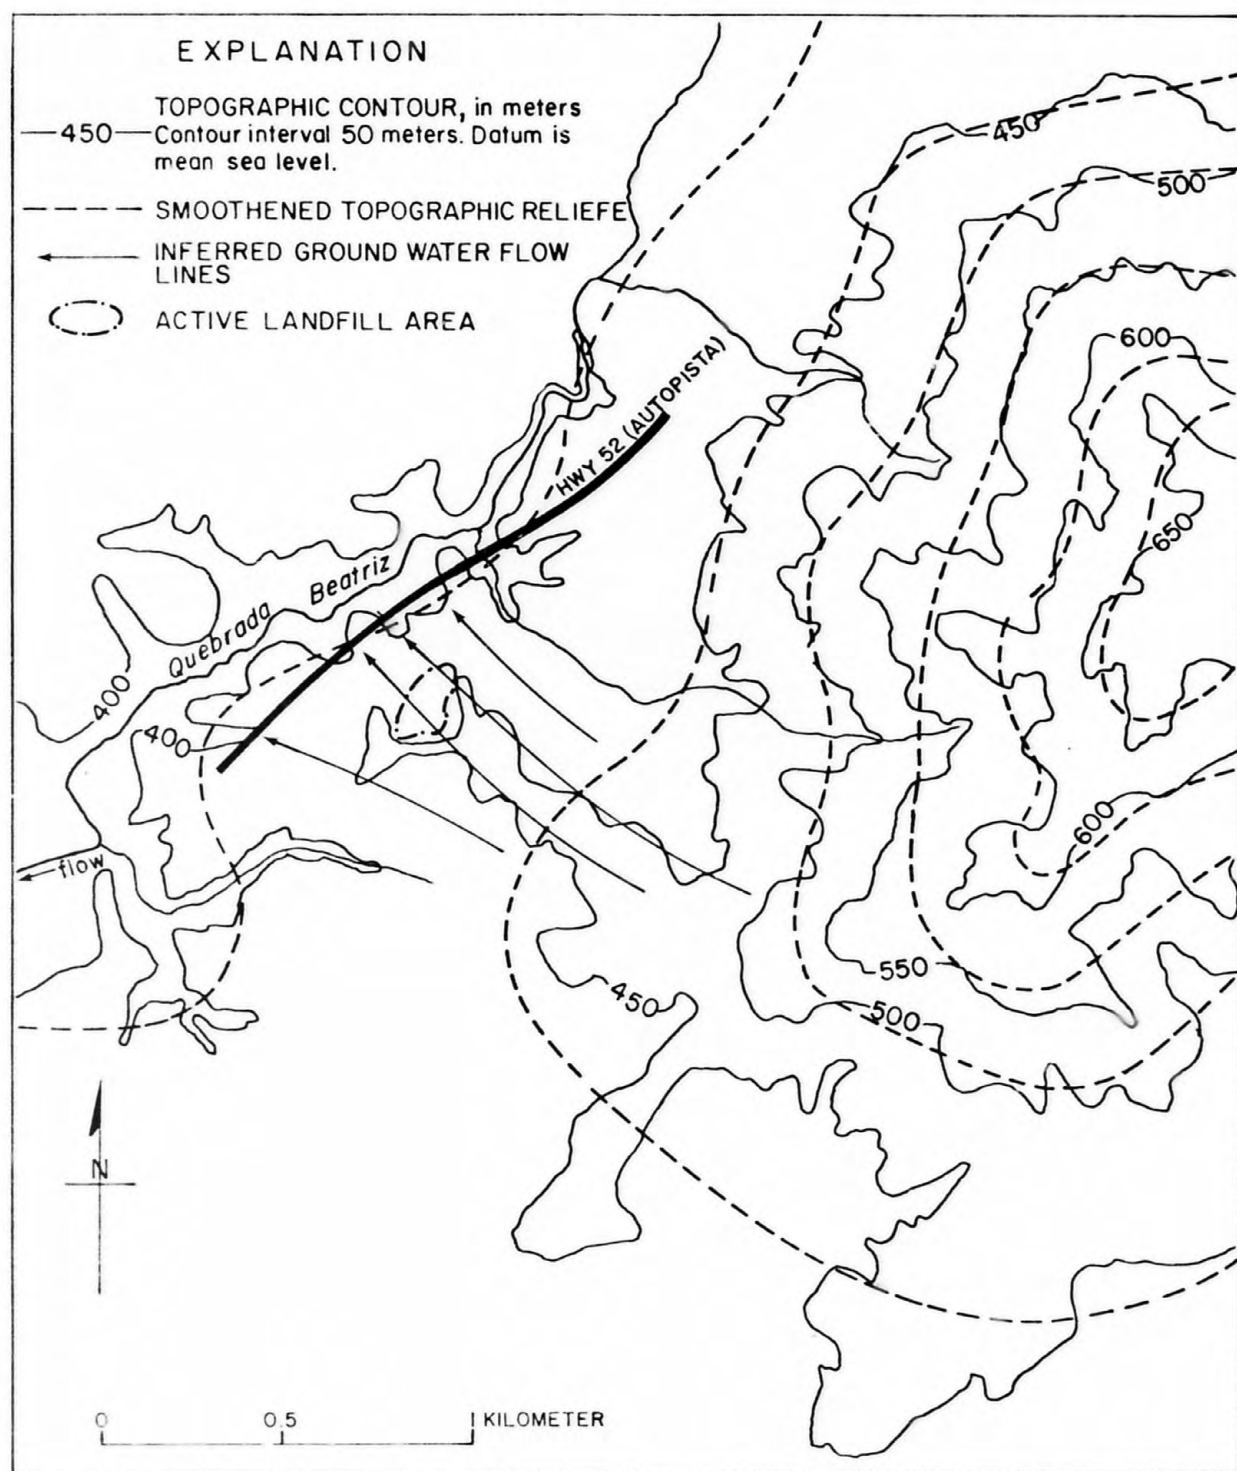 EXPLANATION
TOPOGRAPHIC CONTOUR, in meters
450
Contour interval 50 meters. Datum is
mean sea level.
SMOOTHENED TOPOGRAPHIC RELIEFE
INFERRED GROUND WATER FLOW
LINES
ACTIVE LANDFILL AREA
450
500
600
HWY 52 (AUTOPISTA)
650
Quebrada Beatriz
400
400
600
flow
550
450
500
N
0 0.5 1 KILOMETER